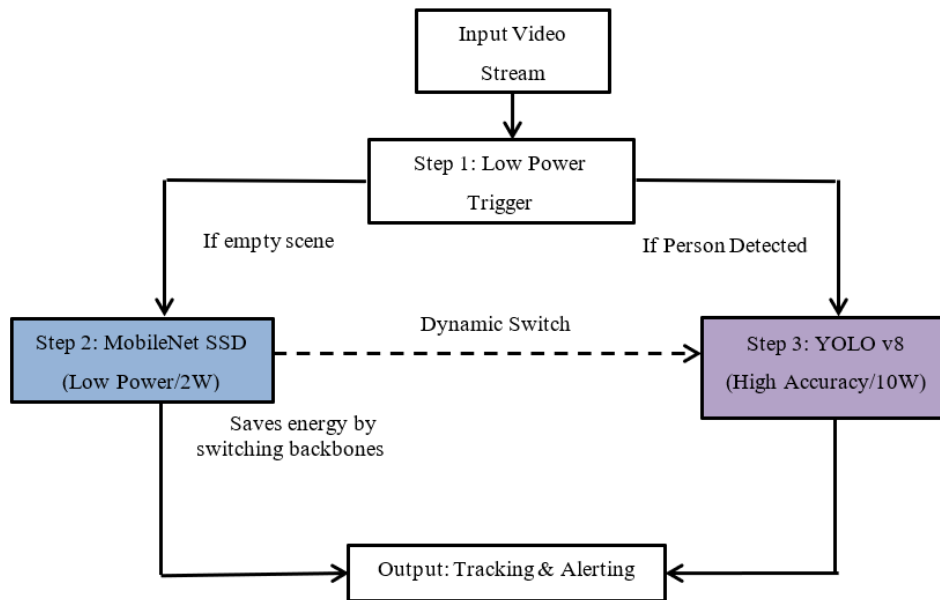 Input Video
Stream
Step 1: Low Power
Trigger
If empty scene
If Person Detected
Step 2: MobileNet SSD
(Low Power/2W)
Dynamic Switch
Step 3: YOLO v8
(High Accuracy/10W)
Saves energy by
switching backbones
Output: Tracking & Alerting